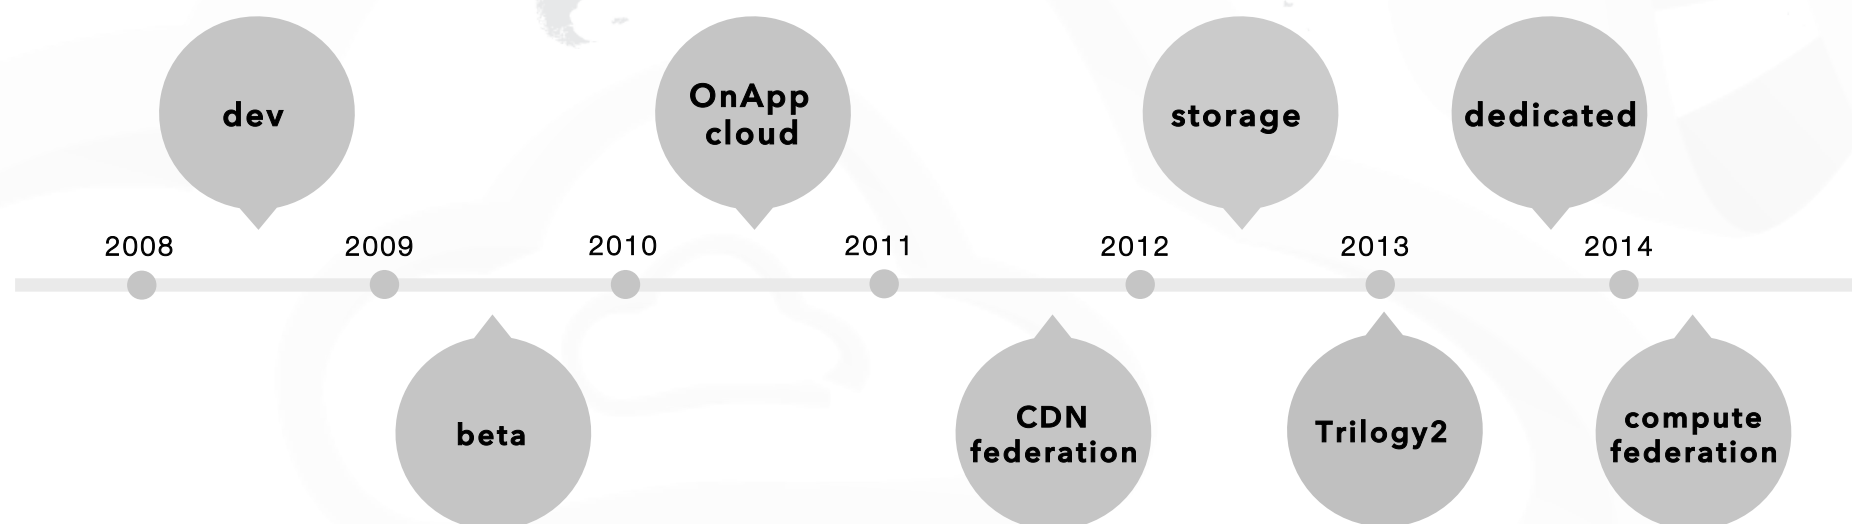 dev
OnApp
cloud
storage
dedicated
2008
2009
2010
2011
2012
2013
2014
beta
CDN
federation
Trilogy2
compute
federation